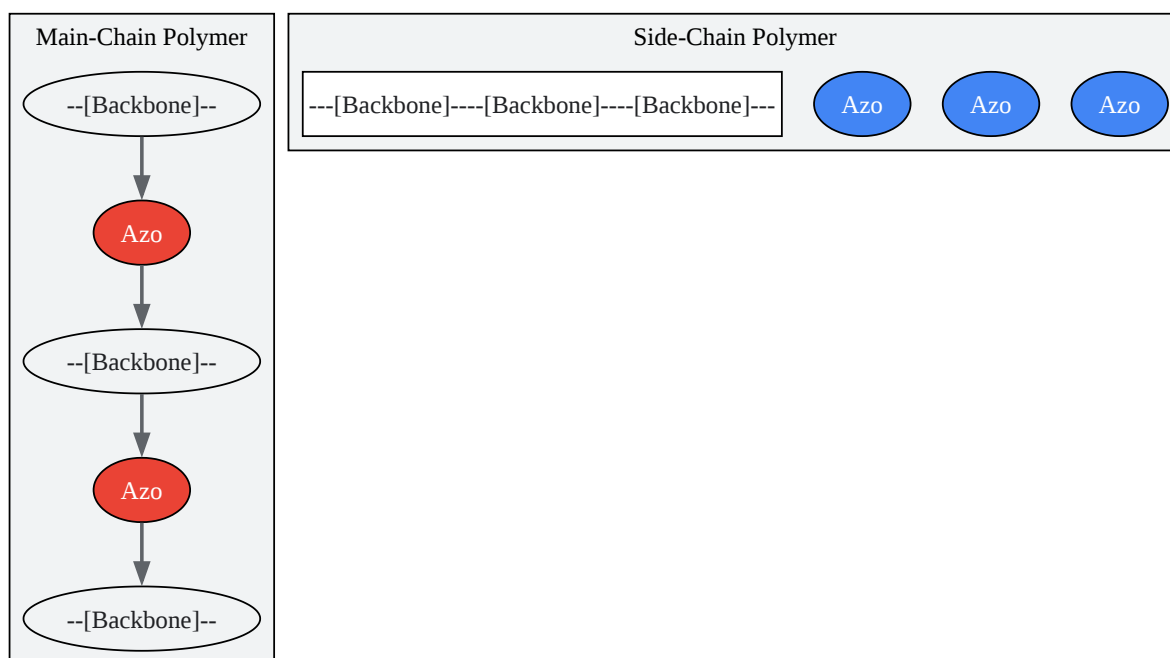 Main-Chain Polymer
--[Backbone]--
Azo
--[Backbone]--
Azo
--[Backbone]--
Side-Chain Polymer
---[Backbone]----[Backbone]----[Backbone]---
Azo
Azo
Azo